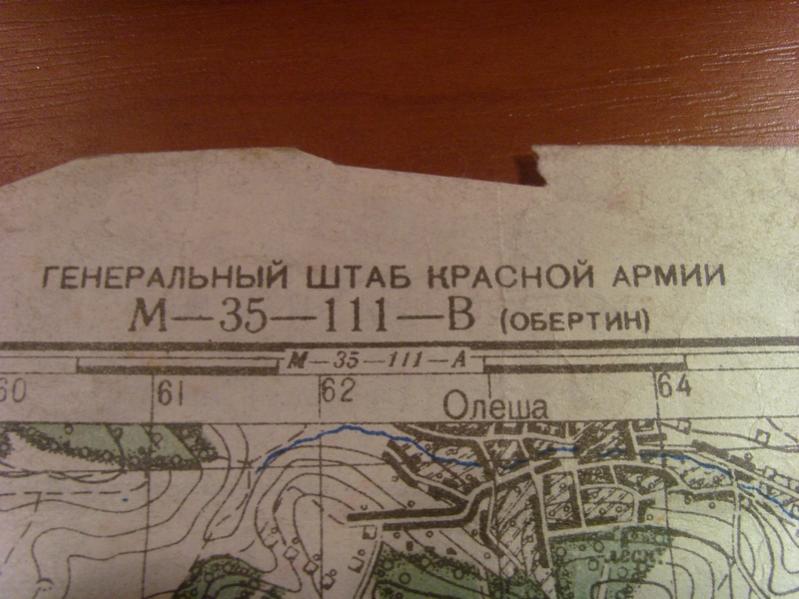 ГЕНЕРАЛЬНЫЙ ШТАБ КРАСНОЙ АРМИИ
М—35—111—В (ОБЕРТИН)
М—35—111—А
60 61 62 64
Олеша